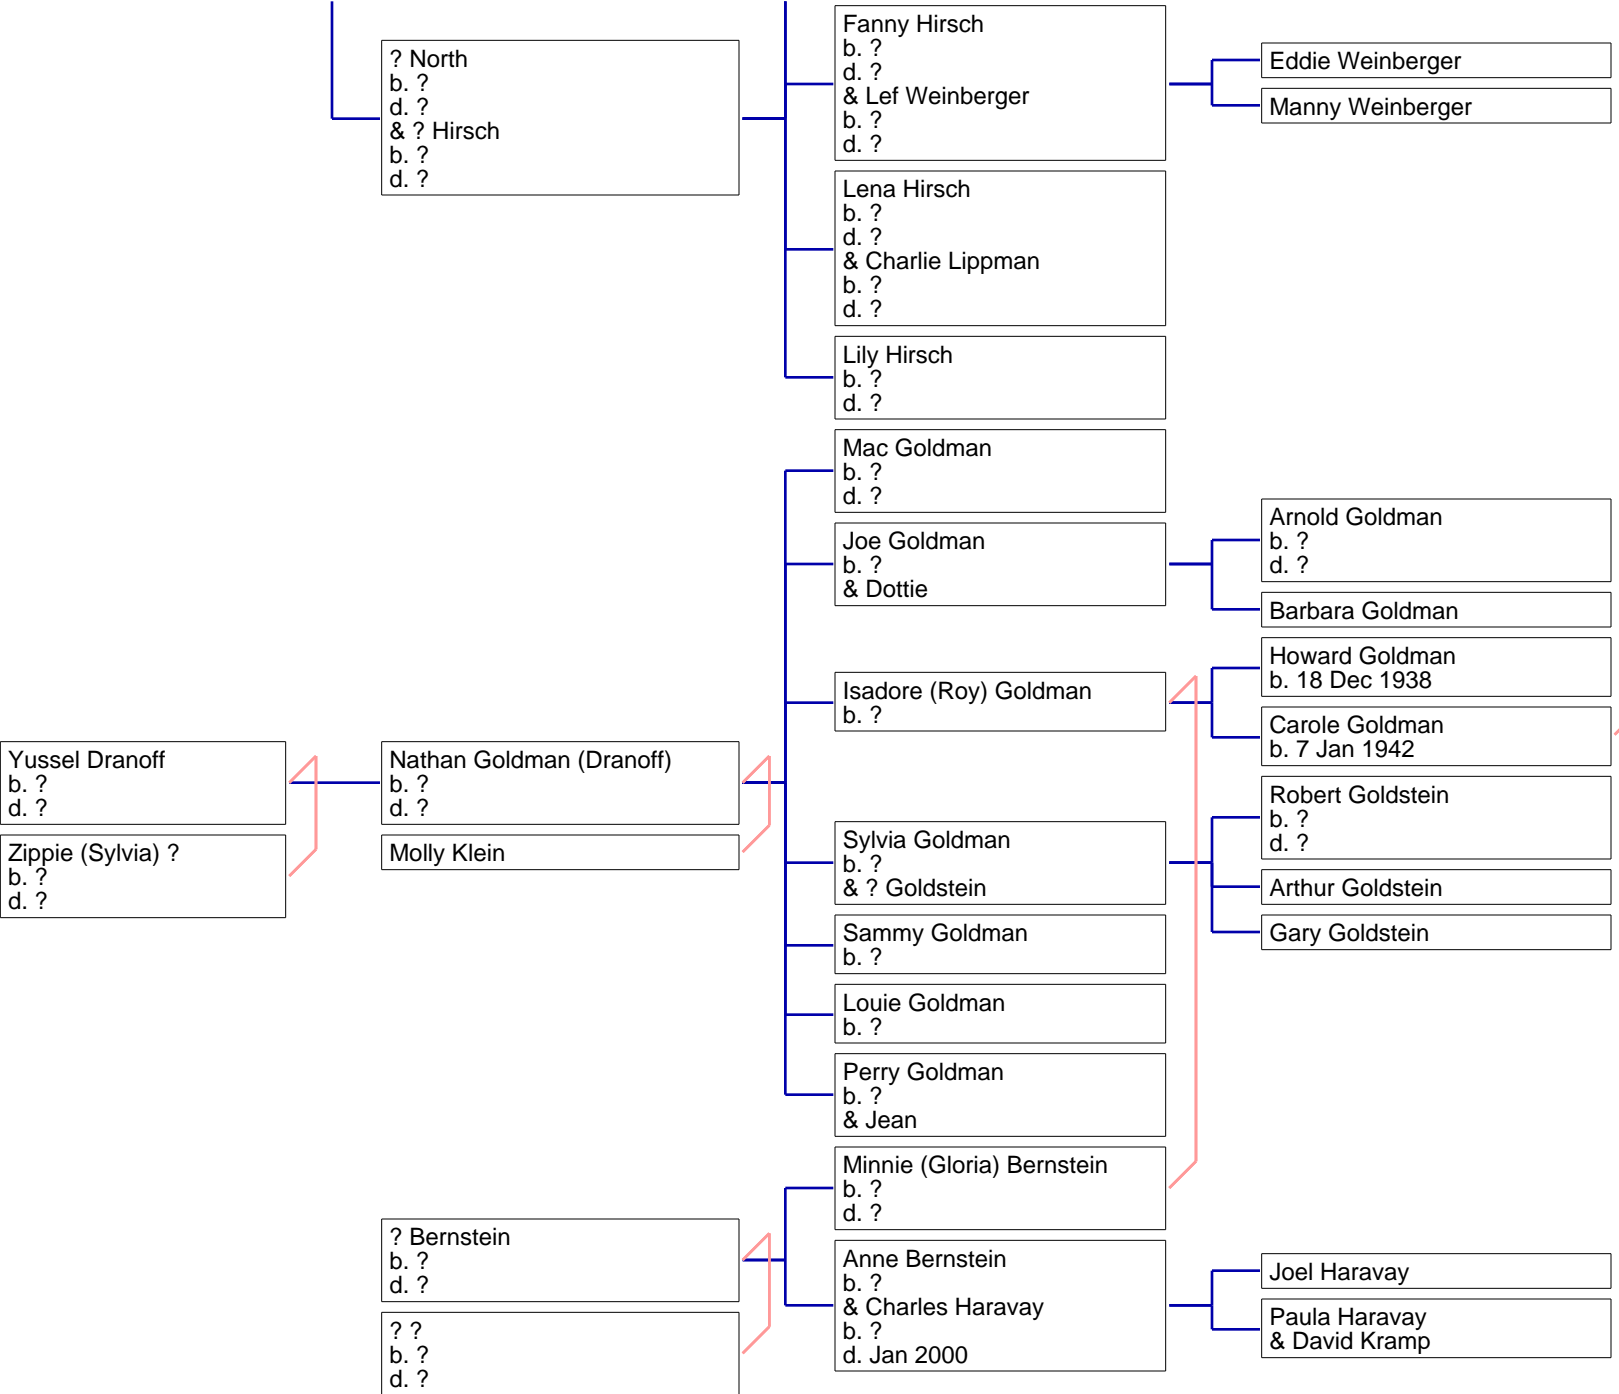 ? North
b. ?
d. ?
& ? Hirsch
b. ?
d. ?
Fanny Hirsch
b. ?
d. ?
& Lef Weinberger
b. ?
d. ?
Eddie Weinberger
Manny Weinberger
Lena Hirsch
b. ?
d. ?
& Charlie Lippman
b. ?
d. ?
Lily Hirsch
b. ?
d. ?
Yussel Dranoff
b. ?
d. ?
Zippie (Sylvia) ?
b. ?
d. ?
Nathan Goldman (Dranoff)
b. ?
d. ?
Molly Klein
Mac Goldman
b. ?
d. ?
Joe Goldman
b. ?
& Dottie
Arnold Goldman
b. ?
d. ?
Barbara Goldman
Isadore (Roy) Goldman
b. ?
Howard Goldman
b. 18 Dec 1938
Carole Goldman
b. 7 Jan 1942
Sylvia Goldman
b. ?
& ? Goldstein
Robert Goldstein
b. ?
d. ?
Arthur Goldstein
Gary Goldstein
Sammy Goldman
b. ?
Louie Goldman
b. ?
Perry Goldman
b. ?
& Jean
? Bernstein
b. ?
d. ?
? ?
b. ?
d. ?
Minnie (Gloria) Bernstein
b. ?
d. ?
Anne Bernstein
b. ?
& Charles Haravay
b. ?
d. Jan 2000
Joel Haravay
Paula Haravay
& David Kramp